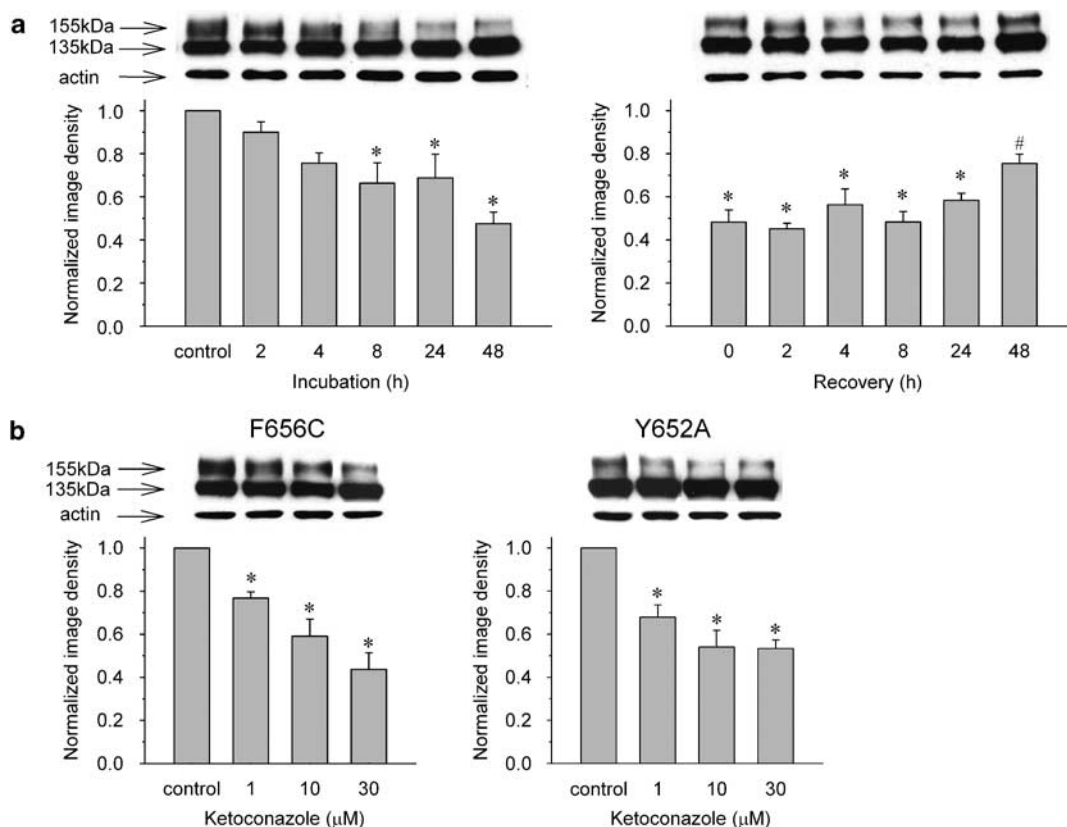 a
155kDa
135kDa
actin
Normalized image density
1.0
0.8
0.6
0.4
0.2
0.0
* * *
control 2 4 8 24 48
Incubation (h)
Normalized image density
1.0
0.8
0.6
0.4
0.2
0.0
* * * * * #
0 2 4 8 24 48
Recovery (h)
b
F656C
155kDa
135kDa
actin
Normalized image density
1.0
0.8
0.6
0.4
0.2
0.0
* * *
control 1 10 30
Ketoconazole (μM)
Y652A
Normalized image density
1.0
0.8
0.6
0.4
0.2
0.0
* * *
control 1 10 30
Ketoconazole (μM)